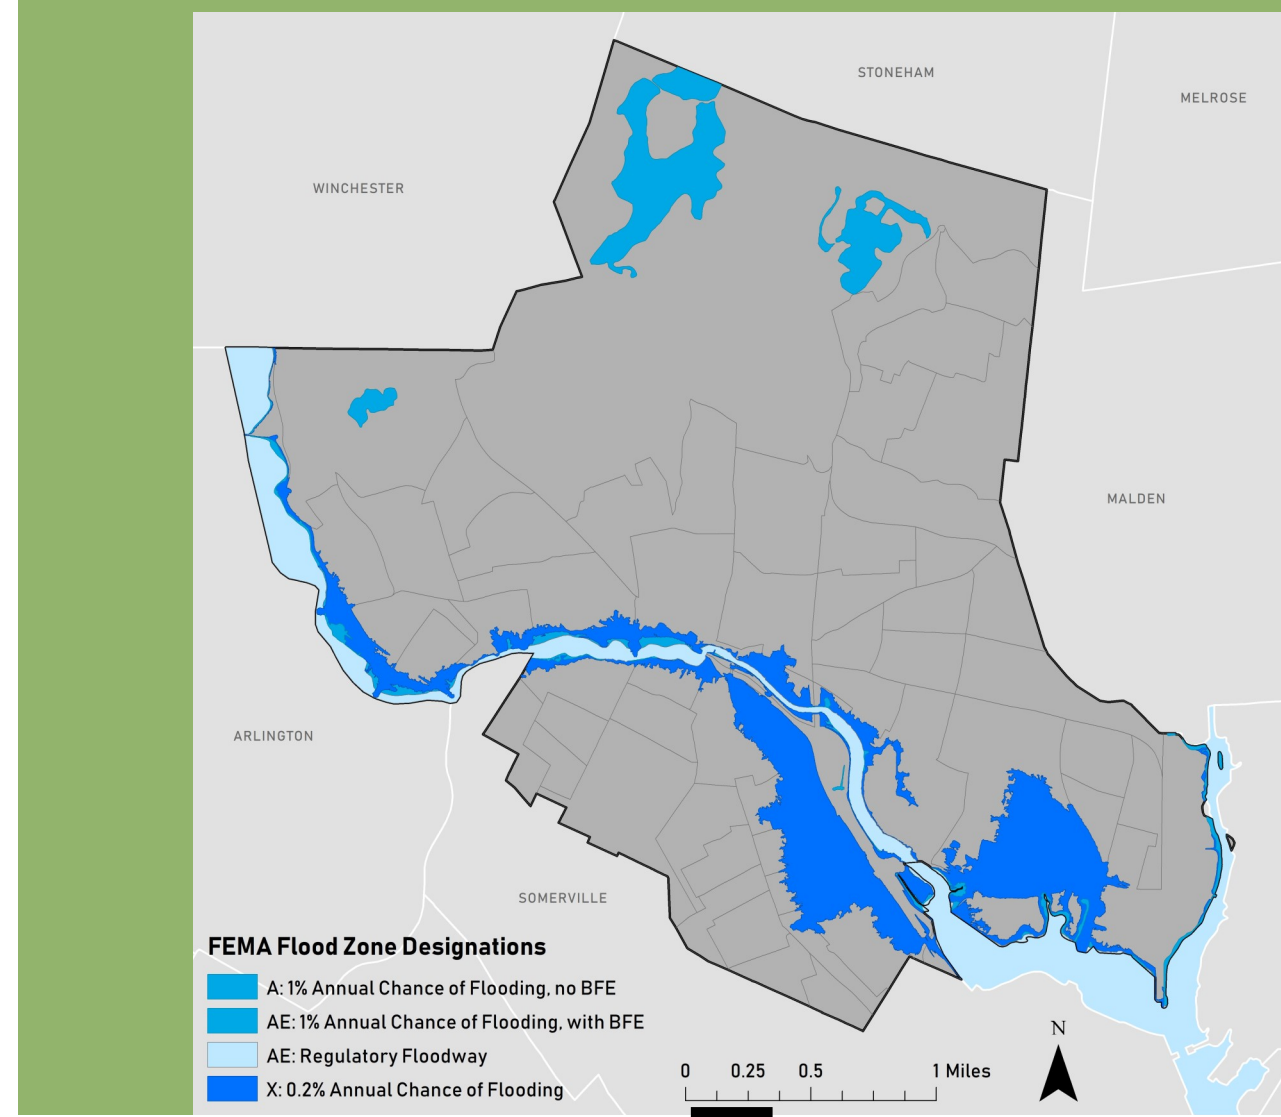 STONEHAM
MELROSE
WINCHESTER
MALDEN
ARLINGTON
SOMERVILLE
FEMA Flood Zone Designations
A: 1% Annual Chance of Flooding, no BFE
AE: 1% Annual Chance of Flooding, with BFE
AE: Regulatory Floodway
X: 0.2% Annual Chance of Flooding
N
0 0.25 0.5 1 Miles